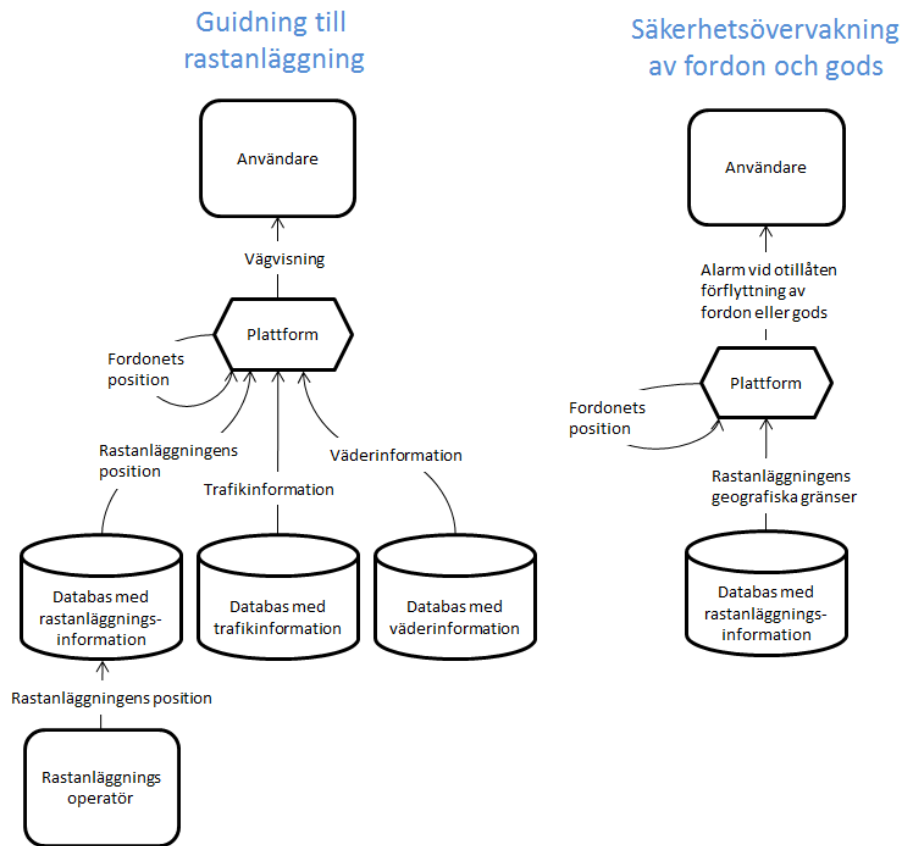 Guidning till
rastanläggning
Användare
Vägvisning
Plattform
Fordonets
position
Rastanläggningens
position
Trafikinformation
Väderinformation
Databas med
rastanläggnings-
information
Databas med
trafikinformation
Databas med
väderinformation
Rastanläggningens position
Rastanläggnings
operatör
Säkerhetsövervakning
av fordon och gods
Användare
Alarm vid otillåten
förflyttning av
fordon eller gods
Plattform
Fordonets
position
Rastanläggningens
geografiska gränser
Databas med
rastanläggnings-
information